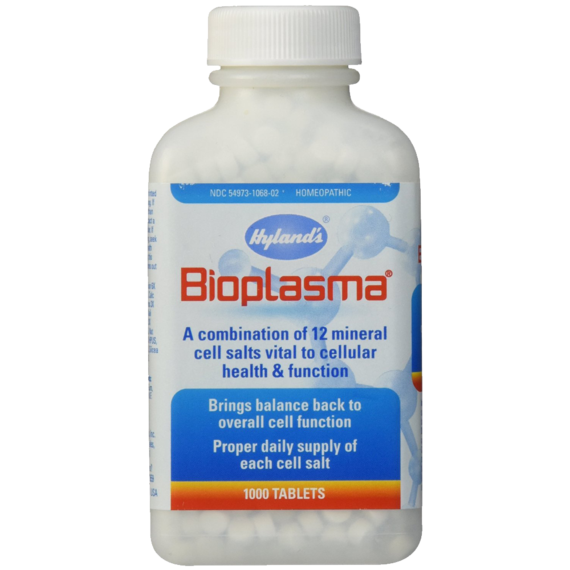 NDC 54973-1068-02 · HOMEOPATHIC
Hyland's®
Bioplasma®
A combination of 12 mineral
cell salts vital to cellular
health & function
Brings balance back to
overall cell function
Proper daily supply of
each cell salt
1000 TABLETS